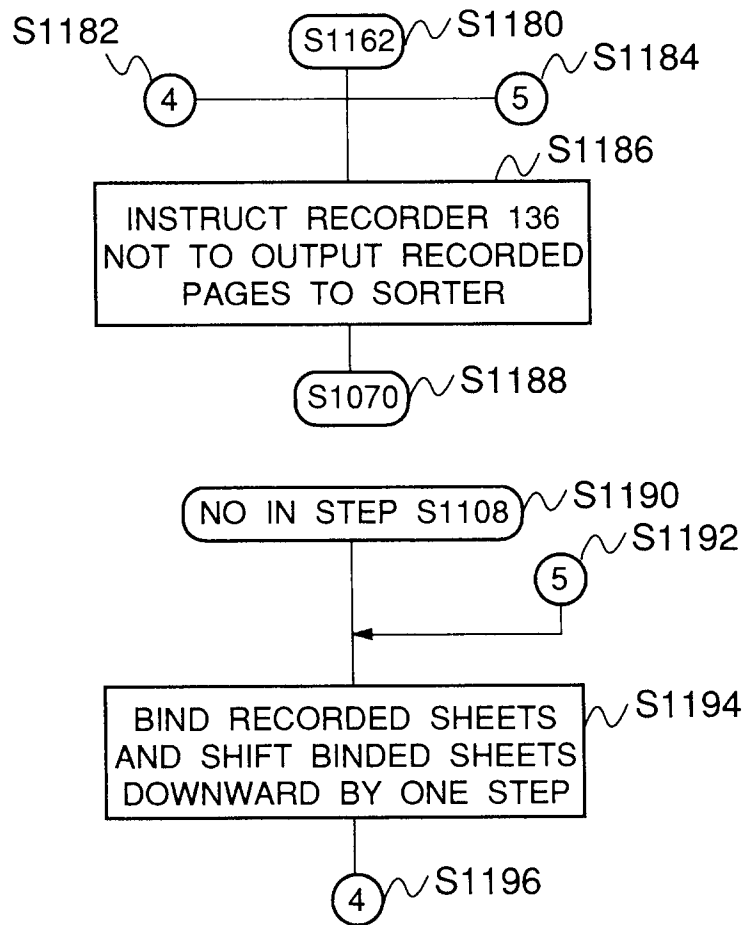 S1182
S1162
S1180
4
5
S1184
S1186
INSTRUCT RECORDER 136
NOT TO OUTPUT RECORDED
PAGES TO SORTER
S1070
S1188
NO IN STEP S1108
S1190
5
S1192
BIND RECORDED SHEETS
AND SHIFT BINDED SHEETS
DOWNWARD BY ONE STEP
S1194
4
S1196